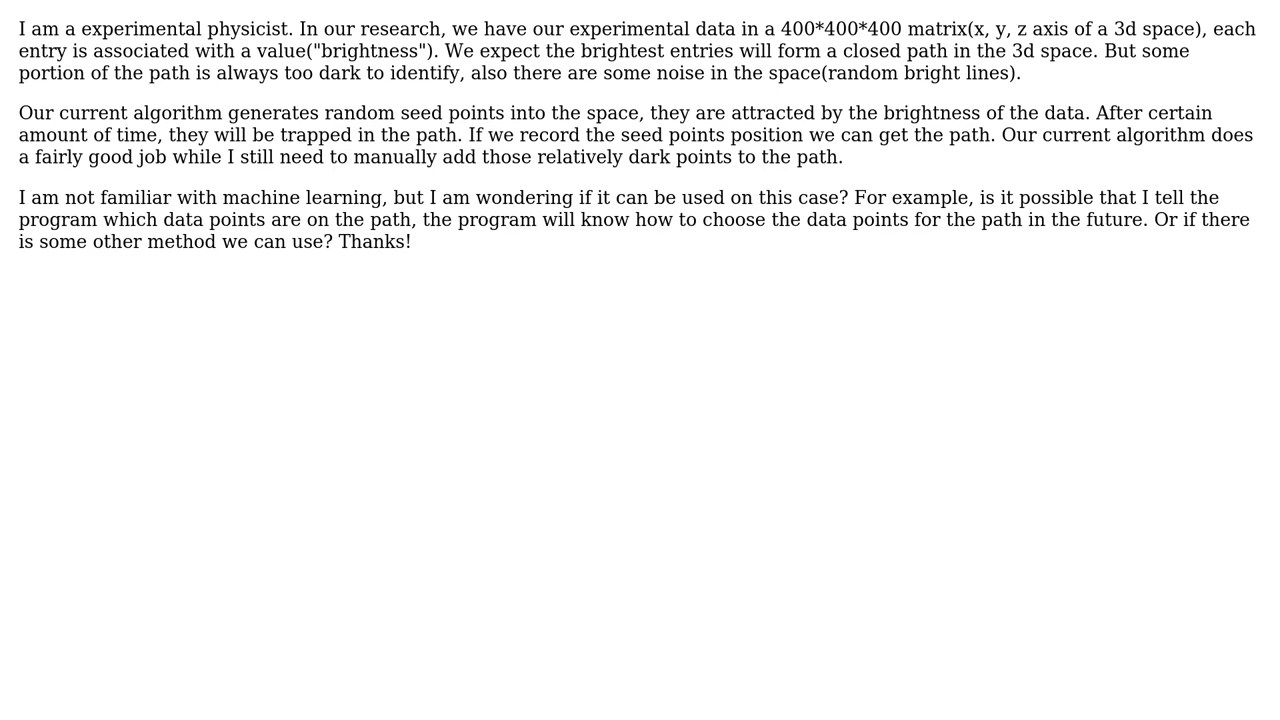 I am a experimental physicist. In our research, we have our experimental data in a 400*400*400 matrix(x, y, z axis of a 3d space), each
entry is associated with a value("brightness"). We expect the brightest entries will form a closed path in the 3d space. But some
portion of the path is always too dark to identify, also there are some noise in the space(random bright lines).
Our current algorithm generates random seed points into the space, they are attracted by the brightness of the data. After certain
amount of time, they will be trapped in the path. If we record the seed points position we can get the path. Our current algorithm does
a fairly good job while I still need to manually add those relatively dark points to the path.
I am not familiar with machine learning, but I am wondering if it can be used on this case? For example, is it possible that I tell the
program which data points are on the path, the program will know how to choose the data points for the path in the future. Or if there
is some other method we can use? Thanks!